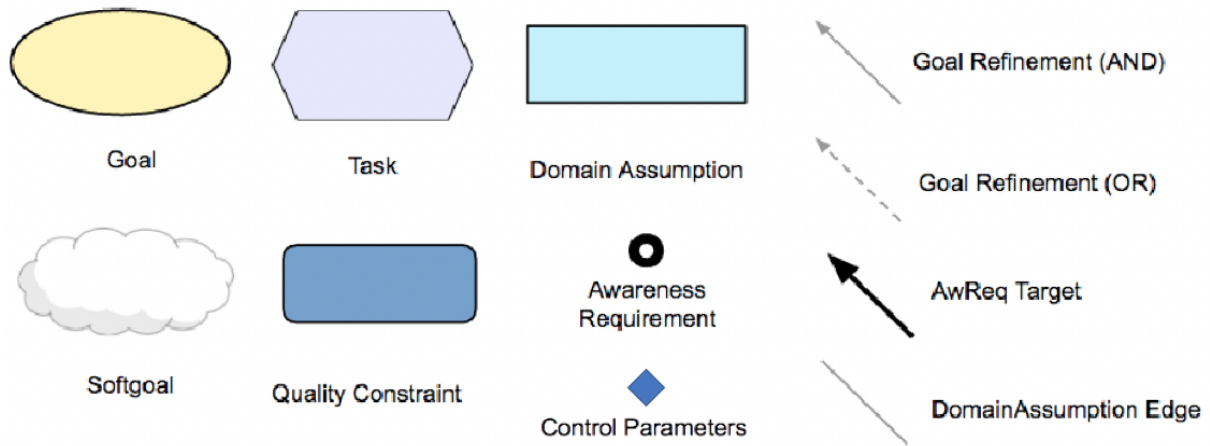 Goal
Task
Domain Assumption
Goal Refinement (AND)
Goal Refinement (OR)
Softgoal
Quality Constraint
Awareness
Requirement
Control Parameters
AwReq Target
DomainAssumption Edge